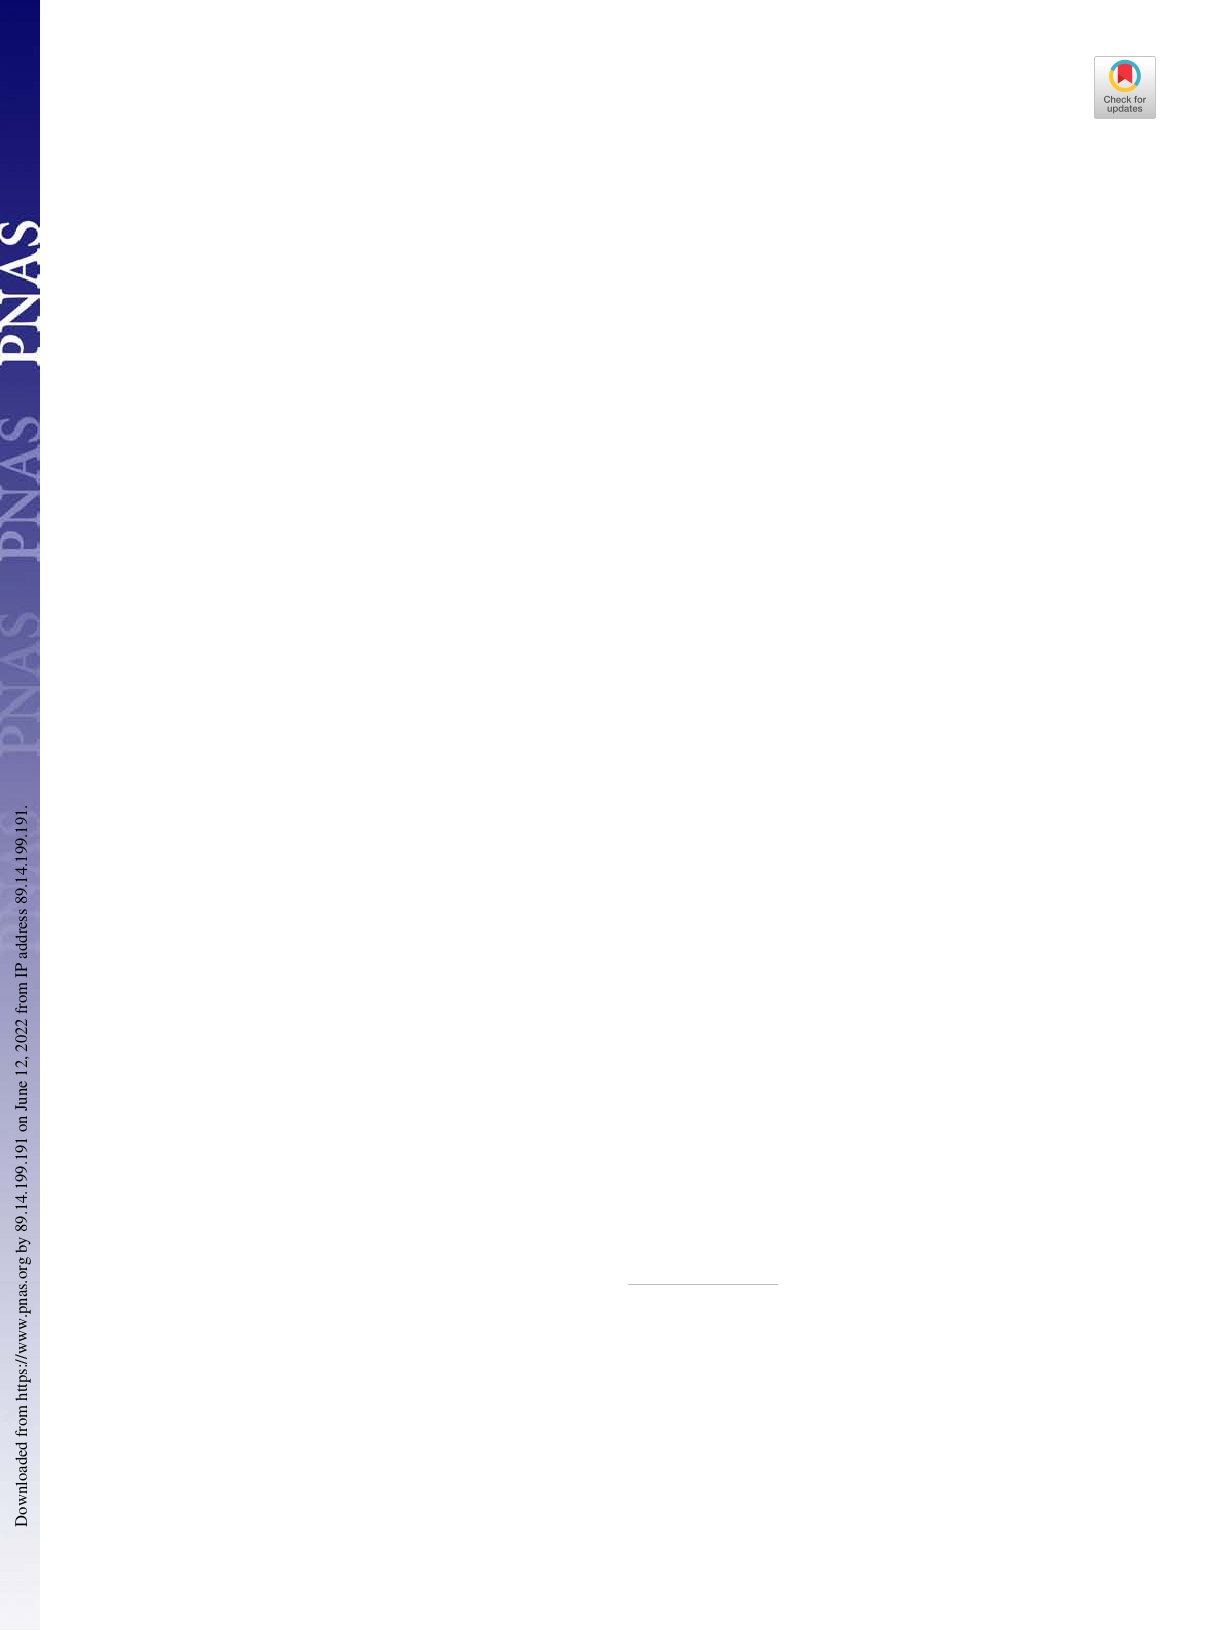 Check for
updates
PNAS
PNAS
PNAS
PNAS
Downloaded from https://www.pnas.org by 89.14.199.191 on June 12, 2022 from IP address 89.14.199.191.